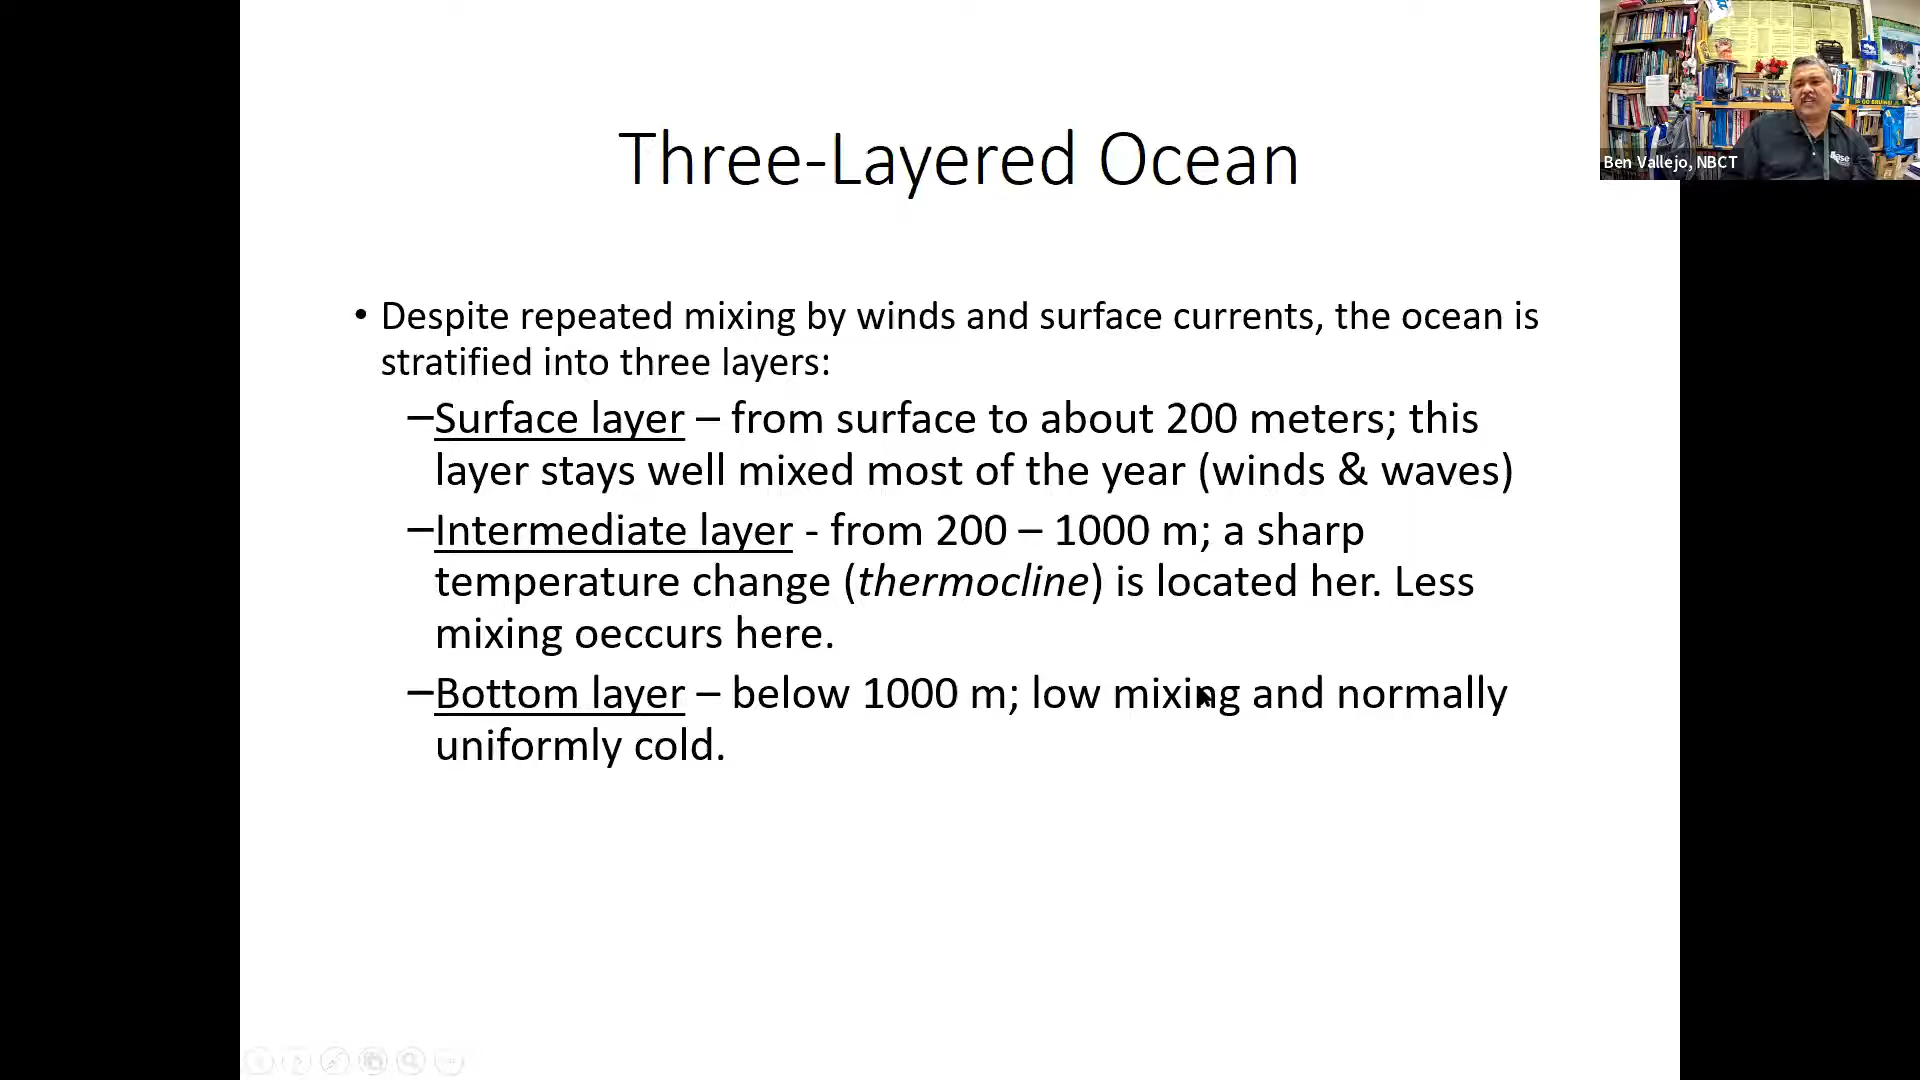 Three-Layered Ocean
• Despite repeated mixing by winds and surface currents, the ocean is
stratified into three layers:
–Surface layer – from surface to about 200 meters; this
layer stays well mixed most of the year (winds & waves)
–Intermediate layer - from 200 – 1000 m; a sharp
temperature change (thermocline) is located her. Less
mixing oeccurs here.
–Bottom layer – below 1000 m; low mixing and normally
uniformly cold.
GO BRUINS!
Ben Vallejo, NBCT